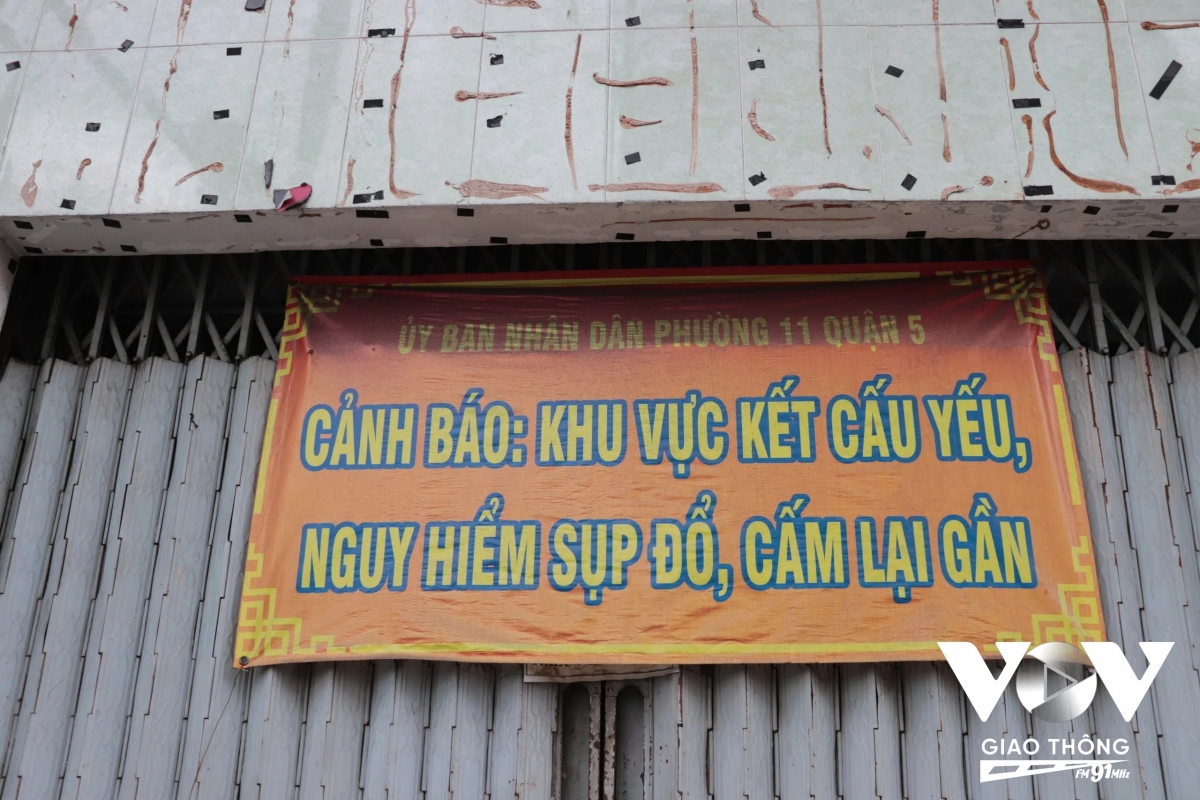 ỦY BAN NHÂN DÂN PHƯỜNG 11 QUẬN 5
CẢNH BÁO: KHU VỰC KẾT CẤU YẾU,
NGUY HIỂM SỤP ĐỔ, CẤM LẠI GẦN
VOV
GIAO THÔNG
FM 91MHz